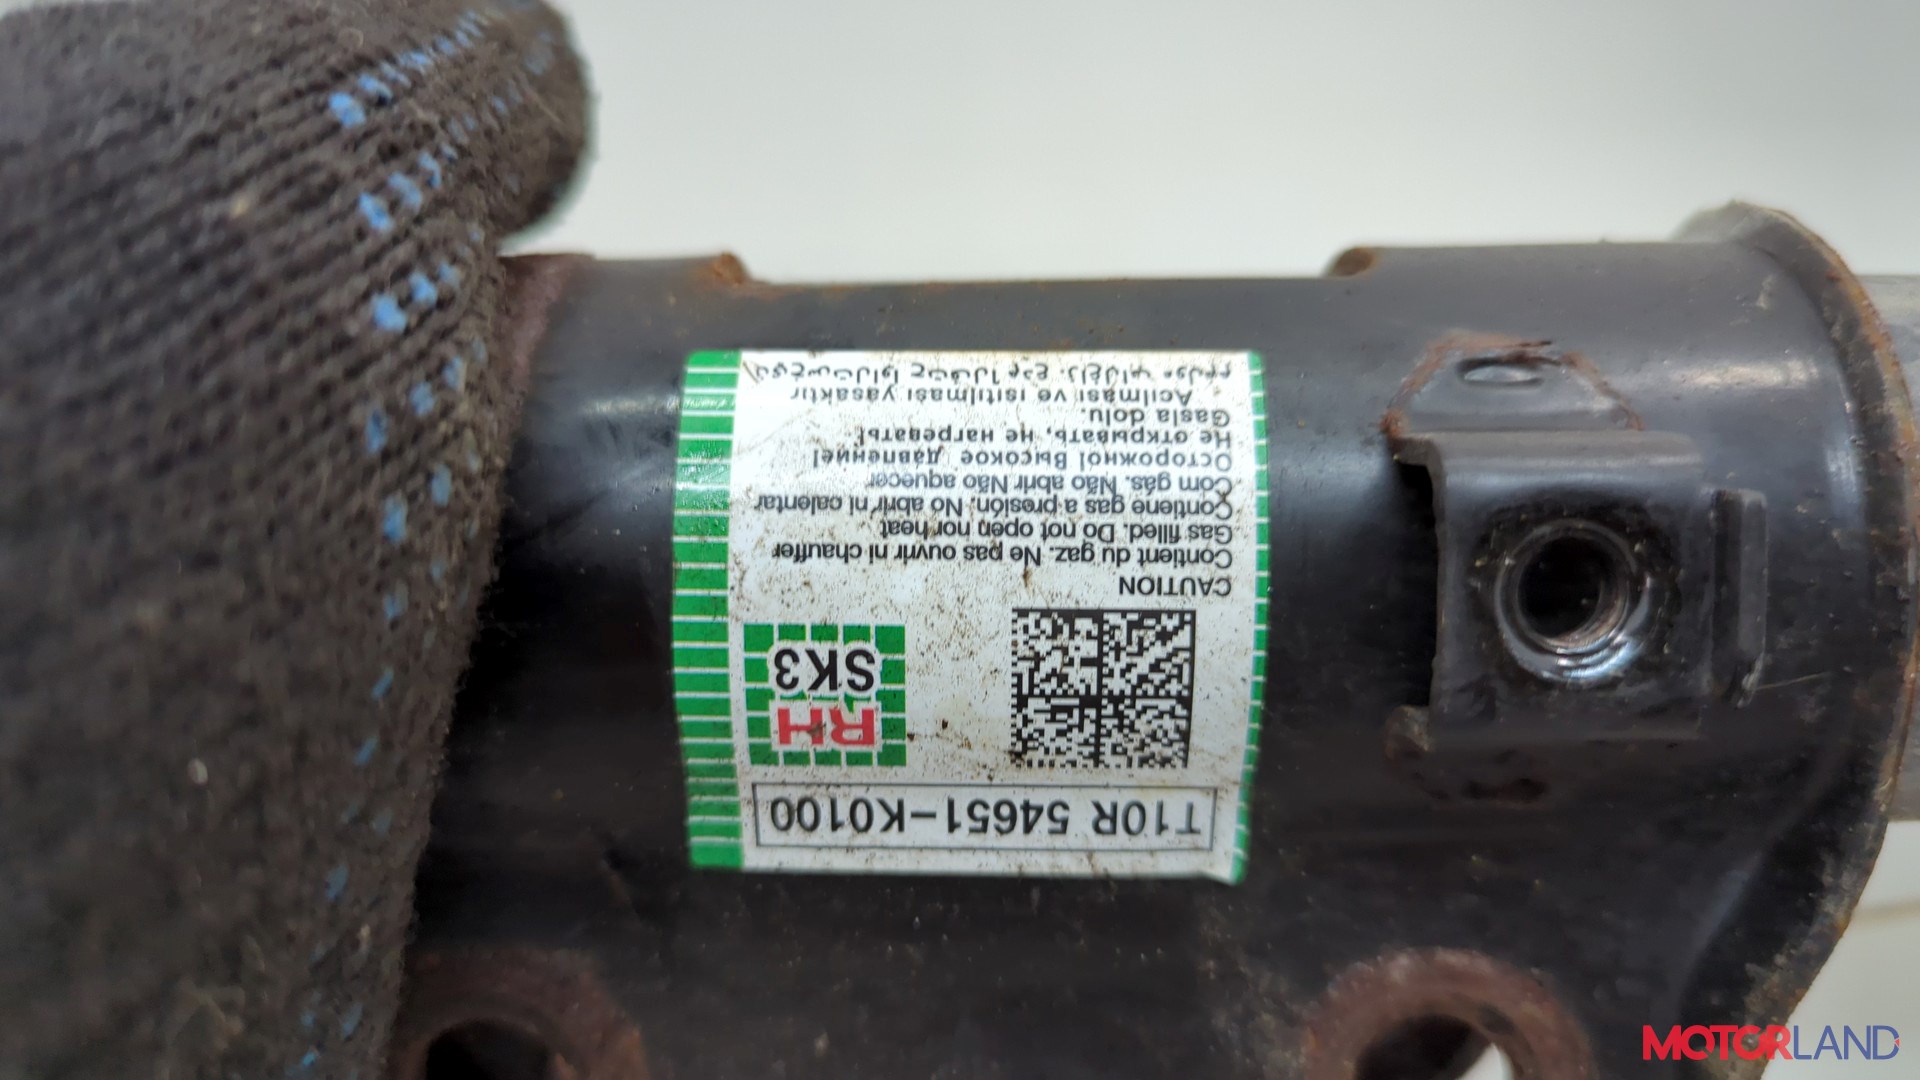 T10R 54651-K0100
RH
SK3
CAUTION
Contient du gaz. Ne pas ouvrir ni chauffer
Gas filled. Do not open nor heat
Contiene gas a presión. No abrir ni calentar
Com gás. Não abrir Não aquecer
Осторожно! Высокое давление!
Не открывать, не нагревать!
Gasla dolu.
Acilması ve ısıtılması yasaktır
MOTORLAND